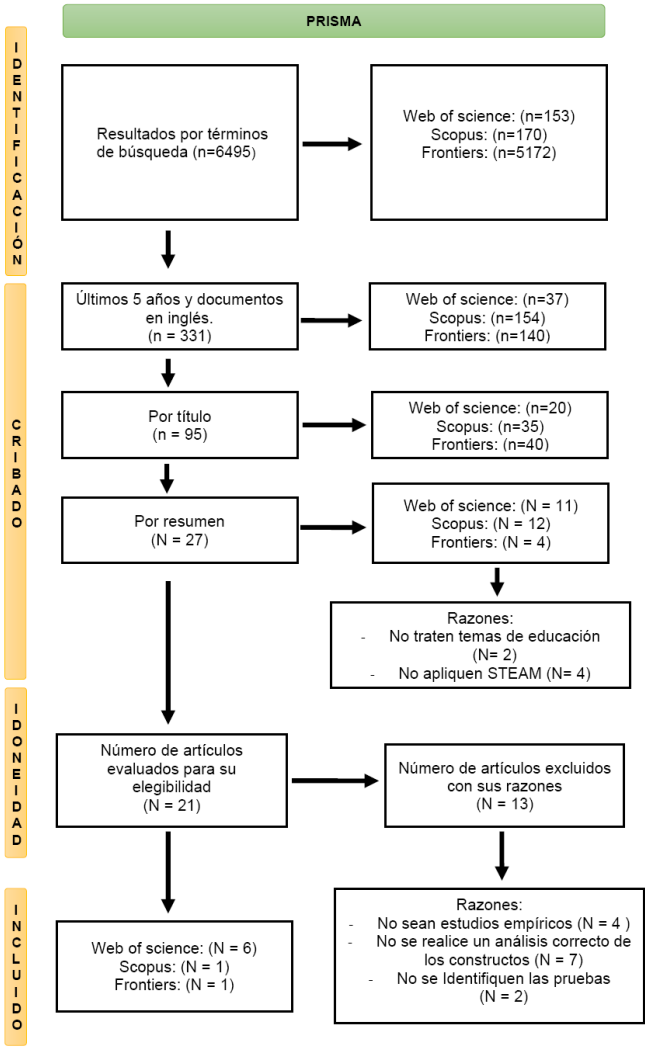 PRISMA
IDENTIFICACIÓN
Resultados por términos
de búsqueda (n=6495)
Web of science: (n=153)
Scopus: (n=170)
Frontiers: (n=5172)
CRIBADO
Últimos 5 años y documentos
en inglés.
(n = 331)
Web of science: (n=37)
Scopus: (n=154)
Frontiers: (n=140)
Por título
(n = 95)
Web of science: (n=20)
Scopus: (n=35)
Frontiers: (n=40)
Por resumen
(N = 27)
Web of science: (N = 11)
Scopus: (N = 12)
Frontiers: (N = 4)
Razones:
- No traten temas de educación
(N= 2)
- No apliquen STEAM (N= 4)
IDONEIDAD
Número de artículos
evaluados para su
elegibilidad
(N = 21)
Número de artículos excluidos
con sus razones
(N = 13)
INCLUIDO
Web of science: (N = 6)
Scopus: (N = 1)
Frontiers: (N = 1)
Razones:
- No sean estudios empíricos (N = 4 )
- No se realice un análisis correcto de
los constructos (N = 7)
- No se Identifiquen las pruebas
(N = 2)